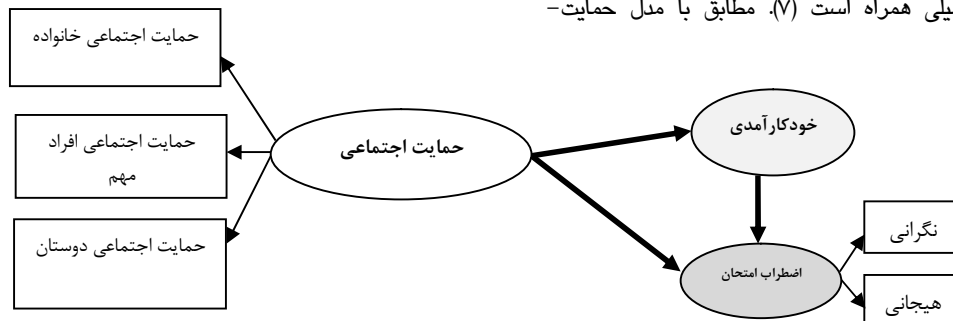 یلی همراه است (۷). مطابق با مدل حمایت-
حمایت اجتماعی خانواده
حمایت اجتماعی افراد
مهم
حمایت اجتماعی دوستان
حمایت اجتماعی
خودکارآمدی
اضطراب امتحان
نگرانی
هیجانی